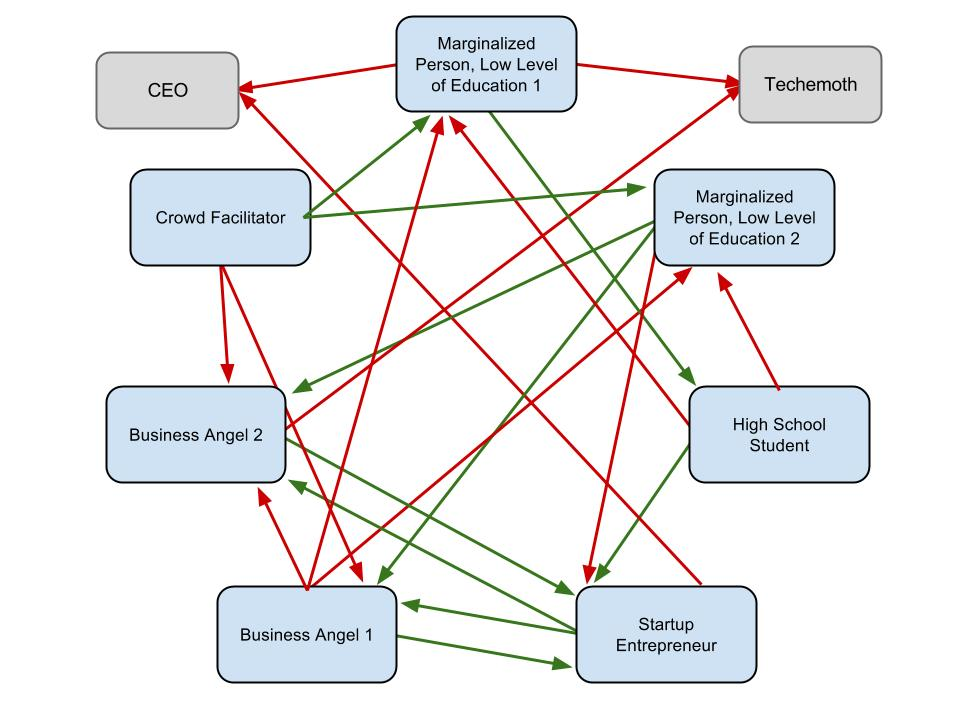 Marginalized
Person, Low Level
of Education 1
CEO
Techemoth
Crowd Facilitator
Marginalized
Person, Low Level
of Education 2
Business Angel 2
High School
Student
Business Angel 1
Startup
Entrepreneur